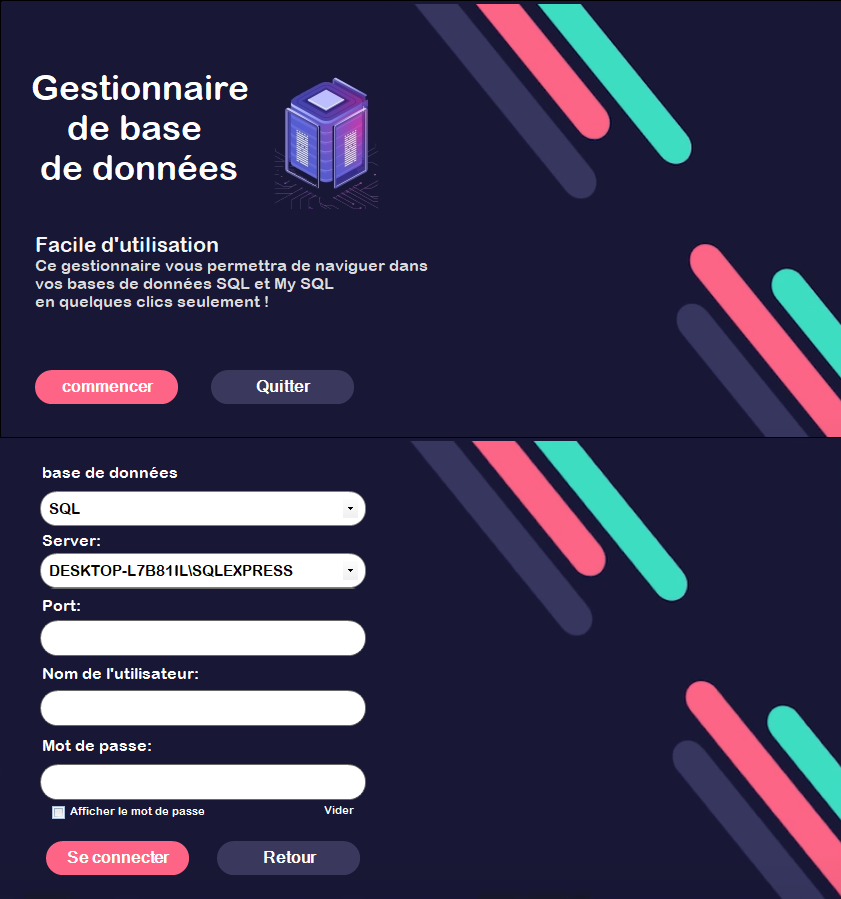 Gestionnaire
de base
de données
Facile d'utilisation
Ce gestionnaire vous permettra de naviguer dans
vos bases de données SQL et My SQL
en quelques clics seulement !
commencer
Quitter
base de données
SQL
Server:
DESKTOP-L7B81IL\SQLEXPRESS
Port:
Nom de l'utilisateur:
Mot de passe:
Afficher le mot de passe
Vider
Se connecter
Retour